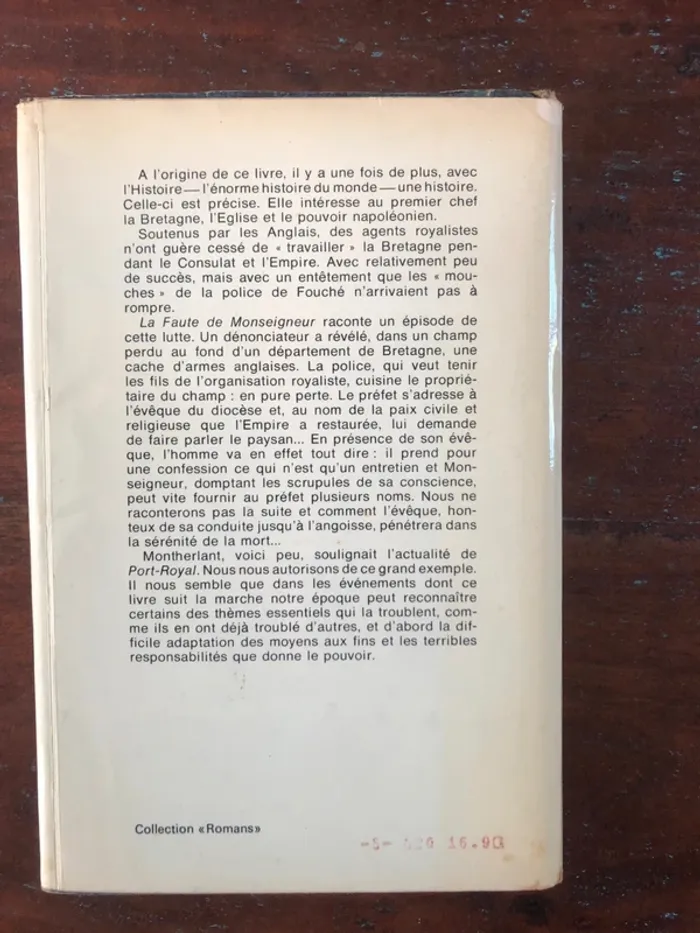 A l'origine de ce livre, il y a une fois de plus, avec
l'Histoire — l'énorme histoire du monde — une histoire.
Celle-ci est précise. Elle intéresse au premier chef
la Bretagne, l'Eglise et le pouvoir napoléonien.
Soutenus par les Anglais, des agents royalistes
n'ont guère cessé de « travailler » la Bretagne pen-
dant le Consulat et l'Empire. Avec relativement peu
de succès, mais avec un entêtement que les « mou-
ches » de la police de Fouché n'arrivaient pas à
rompre.
La Faute de Monseigneur raconte un épisode de
cette lutte. Un dénonciateur a révélé, dans un champ
perdu au fond d'un département de Bretagne, une
cache d'armes anglaises. La police, qui veut tenir
les fils de l'organisation royaliste, cuisine le proprié-
taire du champ : en pure perte. Le préfet s'adresse à
l'évêque du diocèse et, au nom de la paix civile et
religieuse que l'Empire a restaurée, lui demande
de faire parler le paysan... En présence de son évê-
que, l'homme va en effet tout dire : il prend pour
une confession ce qui n'est qu'un entretien et Mon-
seigneur, domptant les scrupules de sa conscience,
peut vite fournir au préfet plusieurs noms. Nous ne
raconterons pas la suite et comment l'évêque, hon-
teux de sa conduite jusqu'à l'angoisse, pénétrera dans
la sérénité de la mort...
Montherlant, voici peu, soulignait l'actualité de
Port-Royal. Nous nous autorisons de ce grand exemple.
Il nous semble que dans les événements dont ce
livre suit la marche notre époque peut reconnaître
certains des thèmes essentiels qui la troublent, com-
me ils en ont déjà troublé d'autres, et d'abord la dif-
ficile adaptation des moyens aux fins et les terribles
responsabilités que donne le pouvoir.
Collection «Romans»
-S- 16.90